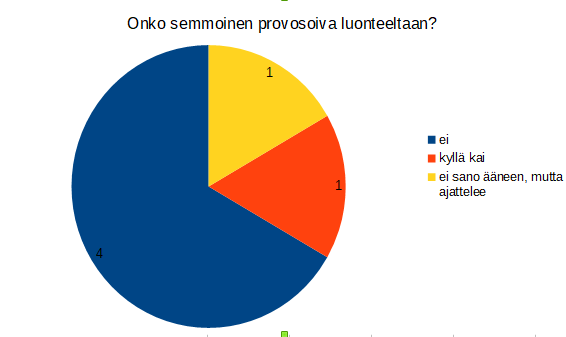 Onko semmoinen provosoiva luonteeltaan?
1
1
4
ei
kyllä kai
ei sano ääneen, mutta
ajattelee